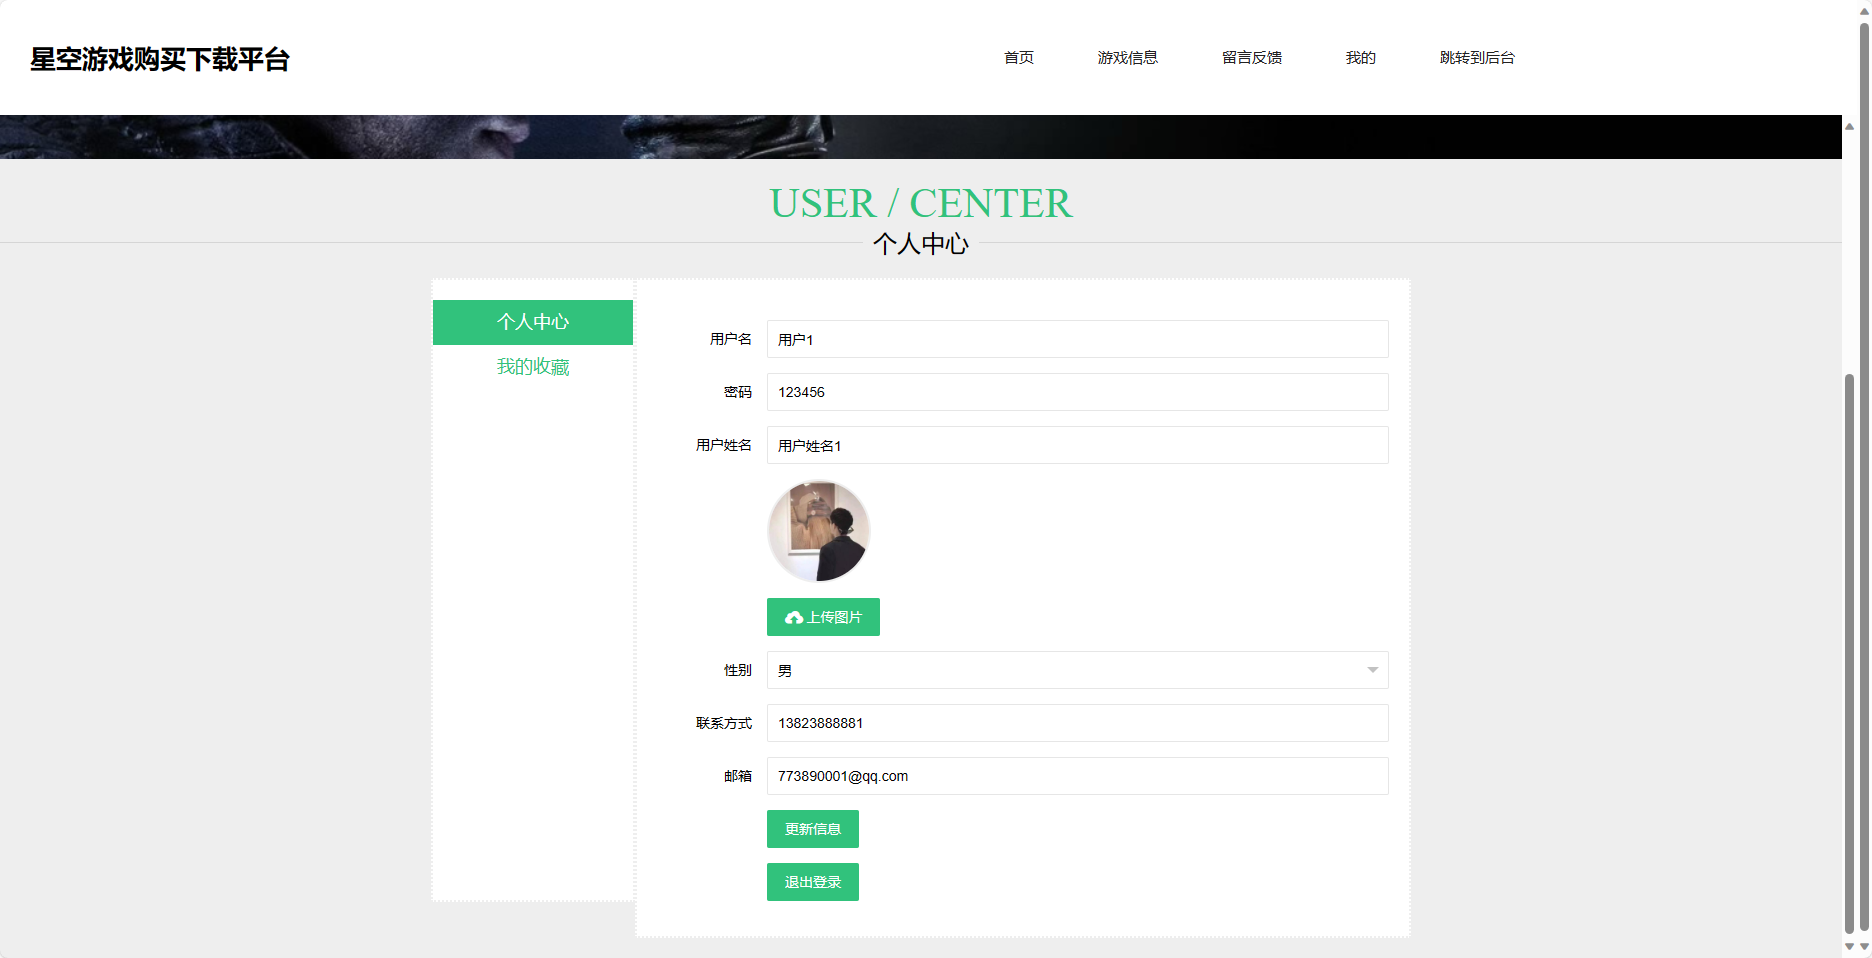 星空游戏购买下载平台
首页 游戏信息 留言反馈 我的 跳转到后台
USER / CENTER
个人中心
个人中心
我的收藏
用户名 用户1
密码 123456
用户姓名 用户姓名1
上传图片
性别 男
联系方式 13823888881
邮箱 773890001@qq.com
更新信息
退出登录